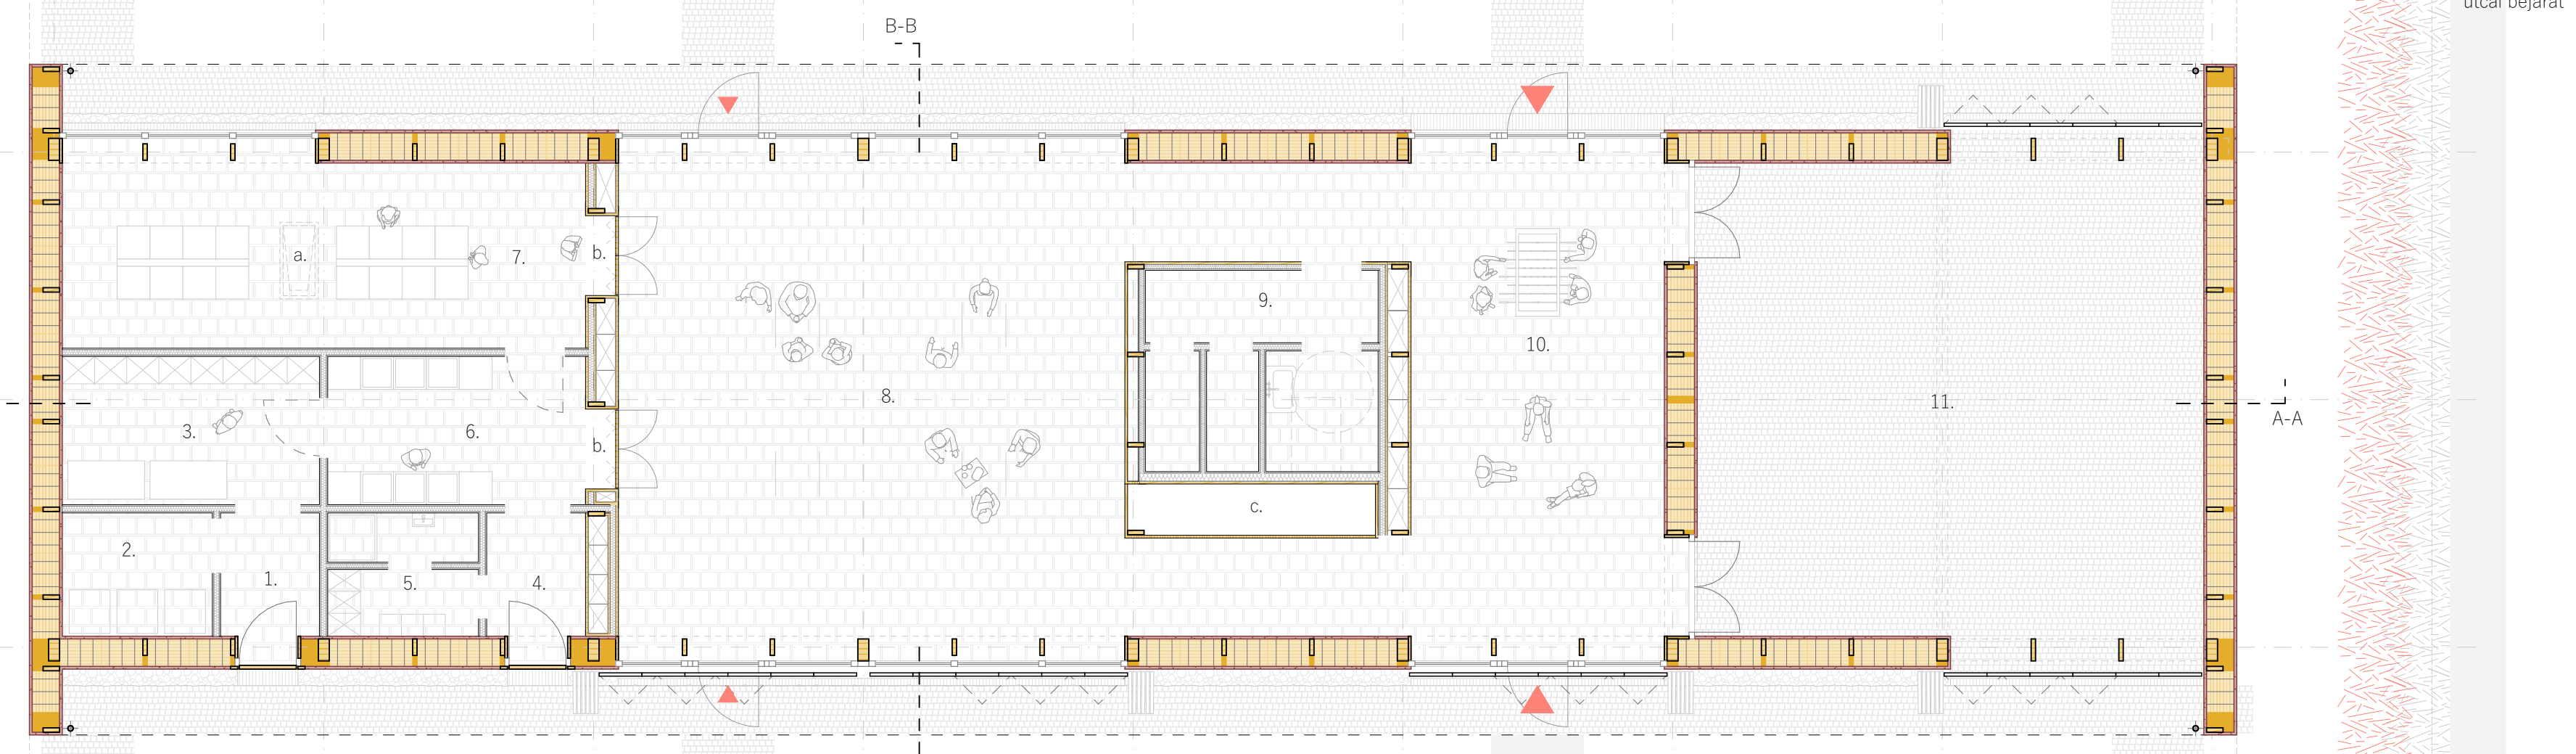 utcai bejárat
B-B
a.
7.
b.
9.
10.
8.
11.
A-A
3.
6.
b.
c.
2.
1.
5.
4.